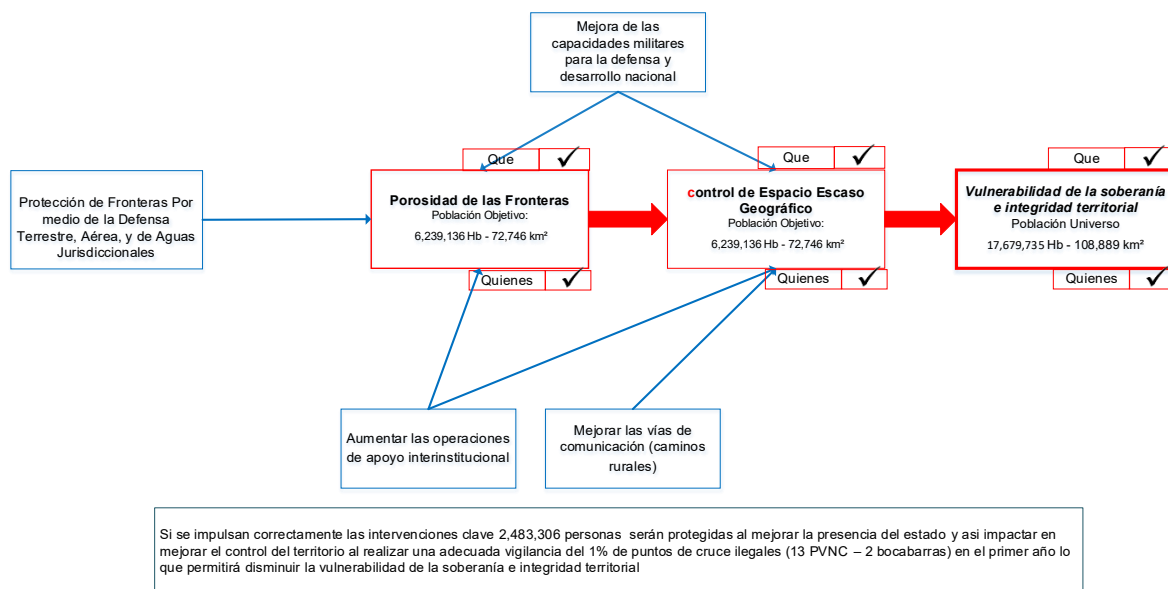 Mejora de las
capacidades militares
para la defensa y
desarrollo nacional
Que
Que
Que
Protección de Fronteras Por
medio de la Defensa
Terrestre, Aérea, y de Aguas
Jurisdiccionales
Porosidad de las Fronteras
Población Objetivo:
6,239,136 Hb - 72,746 km²
control de Espacio Escaso
Geográfico
Población Objetivo:
6,239,136 Hb - 72,746 km²
Vulnerabilidad de la soberanía
e integridad territorial
Población Universo
17,679,735 Hb - 108,889 km²
Quienes
Quienes
Quienes
Aumentar las operaciones
de apoyo interinstitucional
Mejorar las vías de
comunicación (caminos
rurales)
Si se impulsan correctamente las intervenciones clave 2,483,306 personas serán protegidas al mejorar la presencia del estado y asi impactar en
mejorar el control del territorio al realizar una adecuada vigilancia del 1% de puntos de cruce ilegales (13 PVNC – 2 bocabarras) en el primer año lo
que permitirá disminuir la vulnerabilidad de la soberanía e integridad territorial